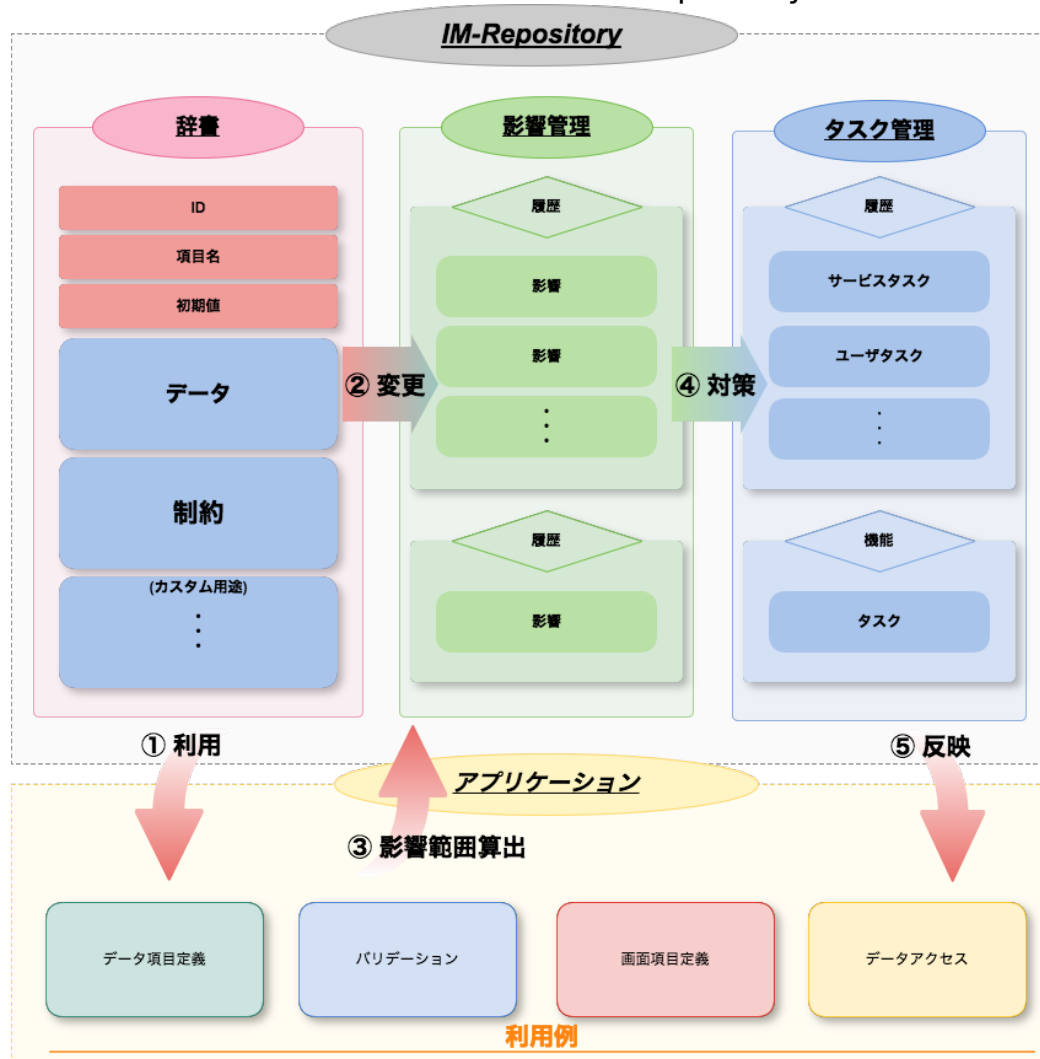 IM-Repository
辞書
ID
項目名
初期値
データ
制約
(カスタム用途)
② 変更
影響管理
履歴
影響
影響
履歴
影響
④ 対策
タスク管理
履歴
サービスタスク
ユーザタスク
機能
タスク
① 利用
③ 影響範囲算出
⑤ 反映
アプリケーション
データ項目定義
バリデーション
画面項目定義
データアクセス
利用例